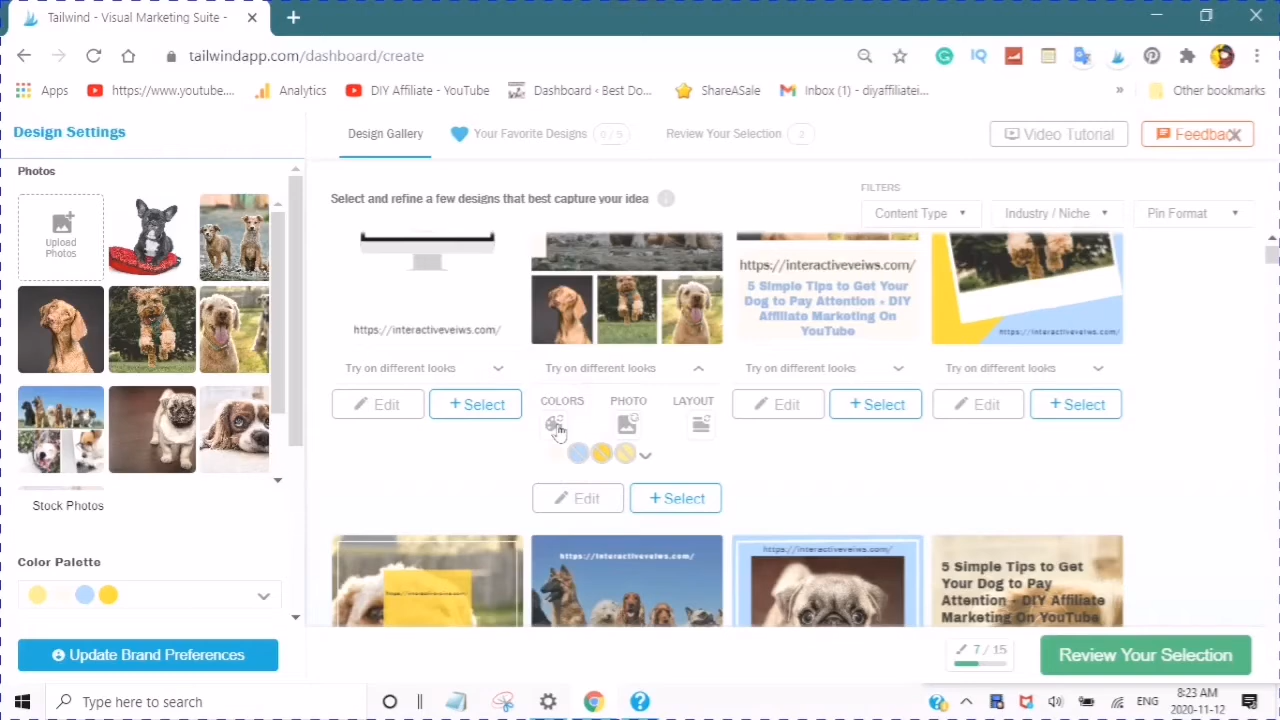 Tailwind - Visual Marketing Suite -
tailwindapp.com/dashboard/create
Apps
https://www.youtube....
Analytics
DIY Affiliate - YouTube
Dashboard ‹ Best Do...
ShareASale
Inbox (1) - diyaffiliatei...
»
Other bookmarks
Design Settings
Design Gallery
Your Favorite Designs
0 / 5
Review Your Selection
2
Video Tutorial
Feedback
Photos
Upload
Photos
Select and refine a few designs that best capture your idea
FILTERS
Content Type
Industry / Niche
Pin Format
https://interactiveveiws.com/
https://interactiveveiws.com/
5 Simple Tips to Get Your
Dog to Pay Attention - DIY
Affiliate Marketing On
YouTube
https://interactiveveiws.com/
Try on different looks
Try on different looks
Try on different looks
Try on different looks
Edit
+ Select
COLORS
PHOTO
LAYOUT
Edit
+ Select
Edit
+ Select
Edit
+ Select
Stock Photos
Color Palette
https://interactiveveiws.com/
https://interactiveveiws.com/
https://interactiveveiws.com/
5 Simple Tips to Get
Your Dog to Pay
Attention - DIY Affiliate
Marketing On YouTube
Update Brand Preferences
7 / 15
Review Your Selection
Type here to search
ENG
8:23 AM
2020-11-12